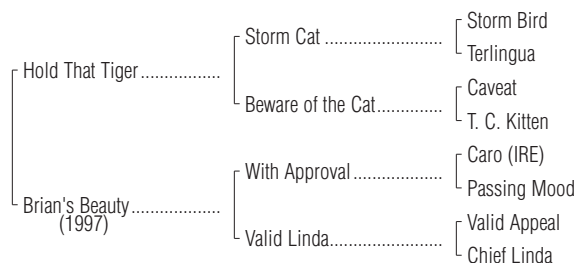 Storm Bird
Storm Cat ........................
Terlingua
Hold That Tiger ................
Caveat
Beware of the Cat .............
T. C. Kitten
Caro (IRE)
With Approval ..................
Passing Mood
Brian's Beauty ..................
(1997)
Valid Appeal
Valid Linda .......................
Chief Linda